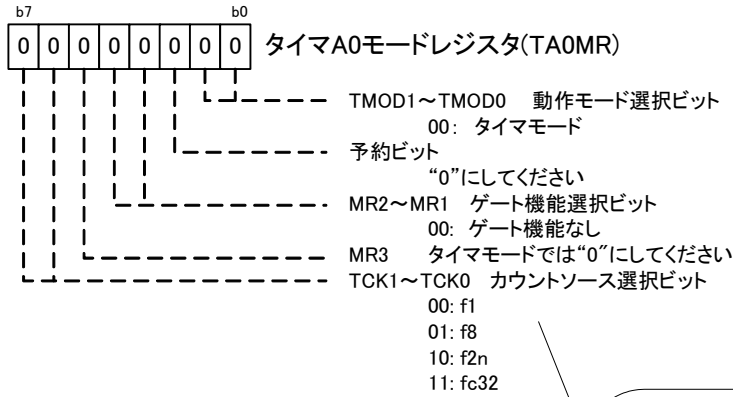 b7 b0
0 0 0 0 0 0 0 0 タイマA0モードレジスタ(TA0MR)
TMOD1～TMOD0 動作モード選択ビット
00: タイマモード
予約ビット
“0”にしてください
MR2～MR1 ゲート機能選択ビット
00: ゲート機能なし
MR3 タイマモードでは“0”にしてください
TCK1～TCK0 カウントソース選択ビット
00: f1
01: f8
10: f2n
11: fc32